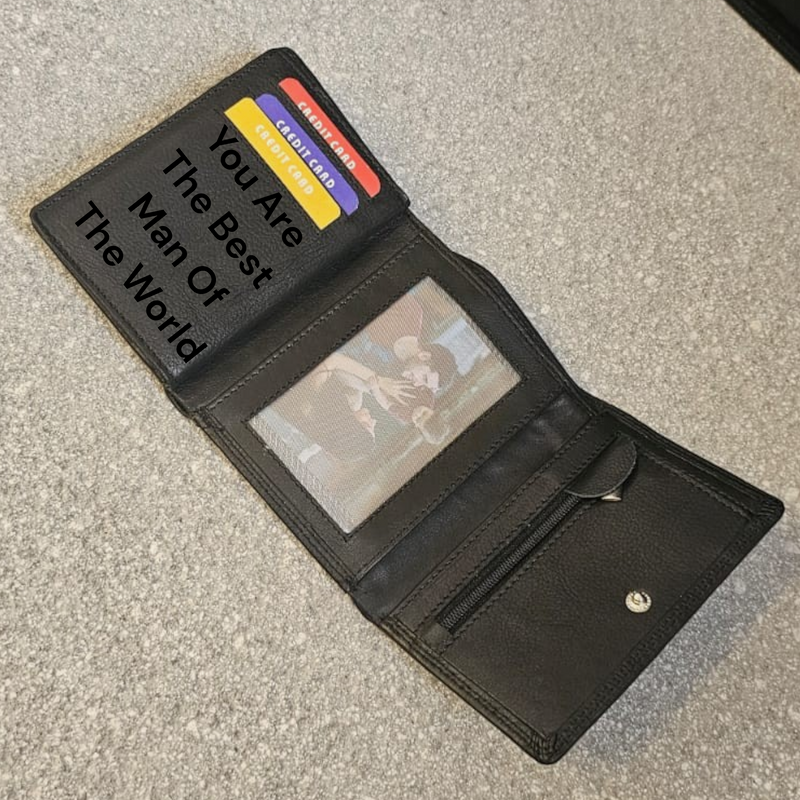 CREDIT CARD
CREDIT CARD
CREDIT CARD
You Are
The Best
Man Of
The World